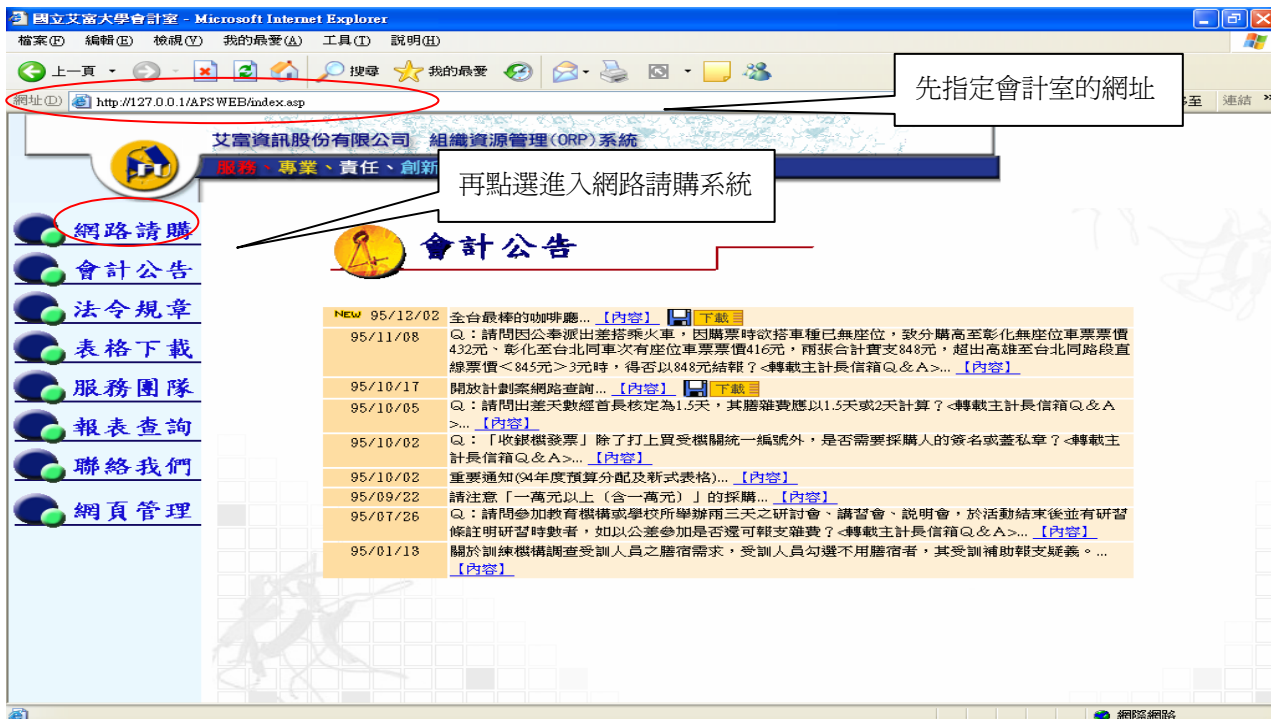 國立艾富大學會計室 - Microsoft Internet Explorer
檔案(F) 編輯(E) 檢視(V) 我的最愛(A) 工具(T) 說明(H)
上一頁 搜尋 我的最愛
網址(D) http://127.0.0.1/APSWEB/index.asp
至 連結 »
先指定會計室的網址
艾富資訊股份有限公司 組織資源管理(ORP)系統
服務、專業、責任、創新
再點選進入網路請購系統
網路請購
會計公告
法令規章
表格下載
服務團隊
報表查詢
聯絡我們
網頁管理
會計公告
NEW 95/12/02 全台最棒的咖啡廳... 【內容】 下載
95/11/08 Q：請問因公奉派出差搭乘火車，因購票時欲搭車種已無座位，致分購高至彰化無座位車票票價
432元、彰化至台北同車次有座位車票票價416元，兩張合計實支848元，超出高雄至台北同路段直
線票價＜845元＞3元時，得否以848元結報？<轉載主計長信箱Q＆A>... 【內容】
95/10/17 開放計劃案網路查詢... 【內容】 下載
95/10/05 Q：請問出差天數經首長核定為1.5天，其膳雜費應以1.5天或2天計算？<轉載主計長信箱Q＆A
>... 【內容】
95/10/02 Q：「收銀機發票」除了打上買受機關統一編號外，是否需要採購人的簽名或蓋私章？<轉載主
計長信箱Q＆A>... 【內容】
95/10/02 重要通知(94年度預算分配及新式表格)... 【內容】
95/09/22 請注意「一萬元以上（含一萬元）」的採購... 【內容】
95/07/26 Q：請問參加教育機構或學校所舉辦兩三天之研討會、講習會、說明會，於活動結束後並有研習
條註明研習時數者，如以公差參加是否還可報支雜費？<轉載主計長信箱Q＆A>... 【內容】
95/01/13 關於訓練機構調查受訓人員之膳宿需求，受訓人員勾選不用膳宿者，其受訓補助報支疑義。...
【內容】
網際網路